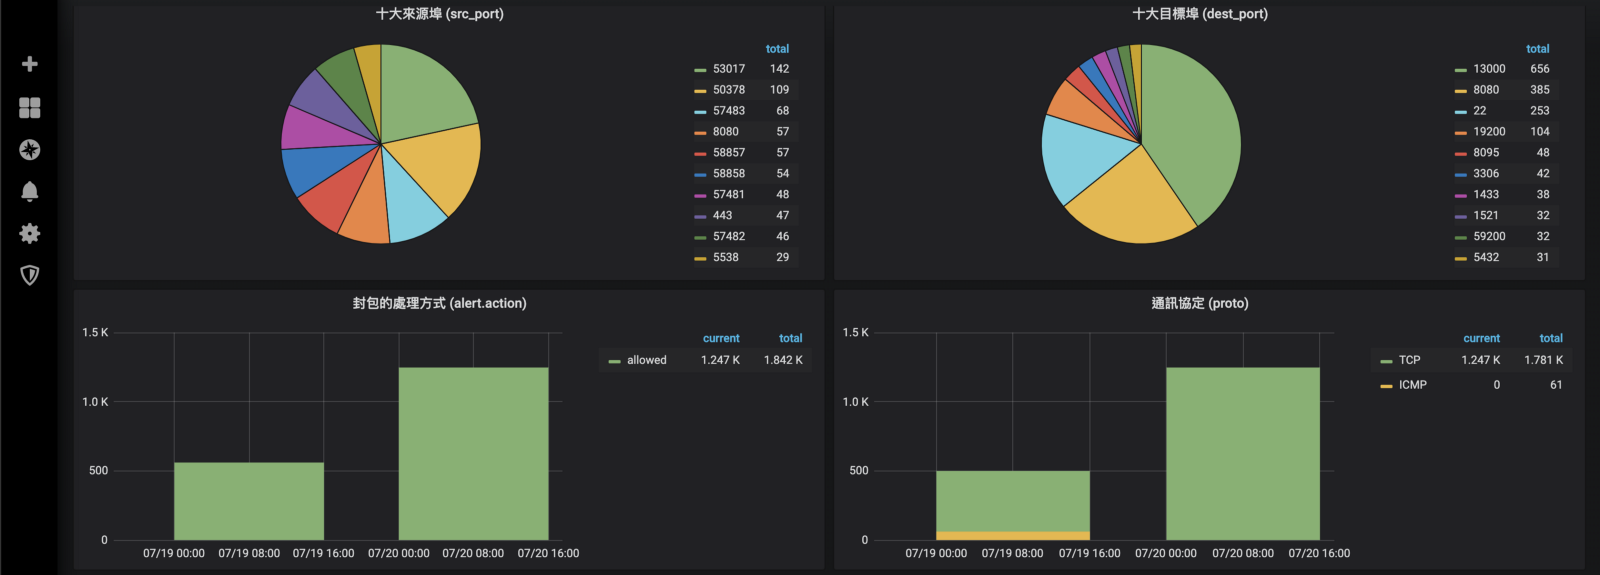 十大來源埠 (src_port)
total
53017 142
50378 109
57483 68
8080 57
58857 57
58858 54
57481 48
443 47
57482 46
5538 29
十大目標埠 (dest_port)
total
13000 656
8080 385
22 253
19200 104
8095 48
3306 42
1433 38
1521 32
59200 32
5432 31
封包的處理方式 (alert.action)
1.5 K
1.0 K
500
0
07/19 00:00 07/19 08:00 07/19 16:00 07/20 00:00 07/20 08:00 07/20 16:00
current total
allowed 1.247 K 1.842 K
通訊協定 (proto)
1.5 K
1.0 K
500
0
07/19 00:00 07/19 08:00 07/19 16:00 07/20 00:00 07/20 08:00 07/20 16:00
current total
TCP 1.247 K 1.781 K
ICMP 0 61